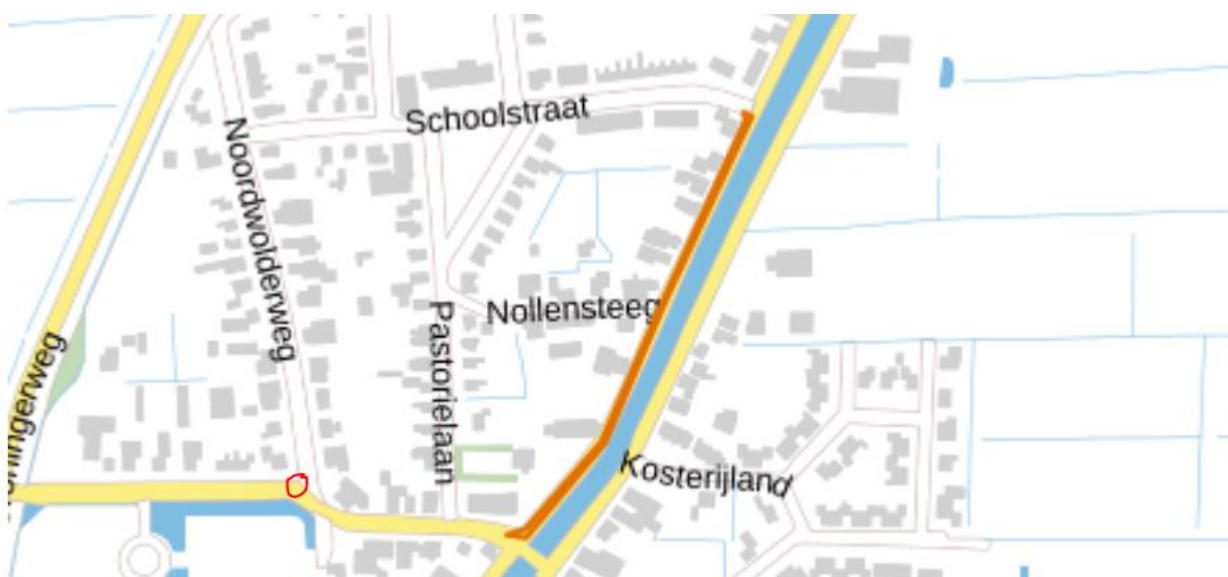 Schoolstraat
Noordwolderweg
Nollensteeg
Pastorielaan
Kosterijland